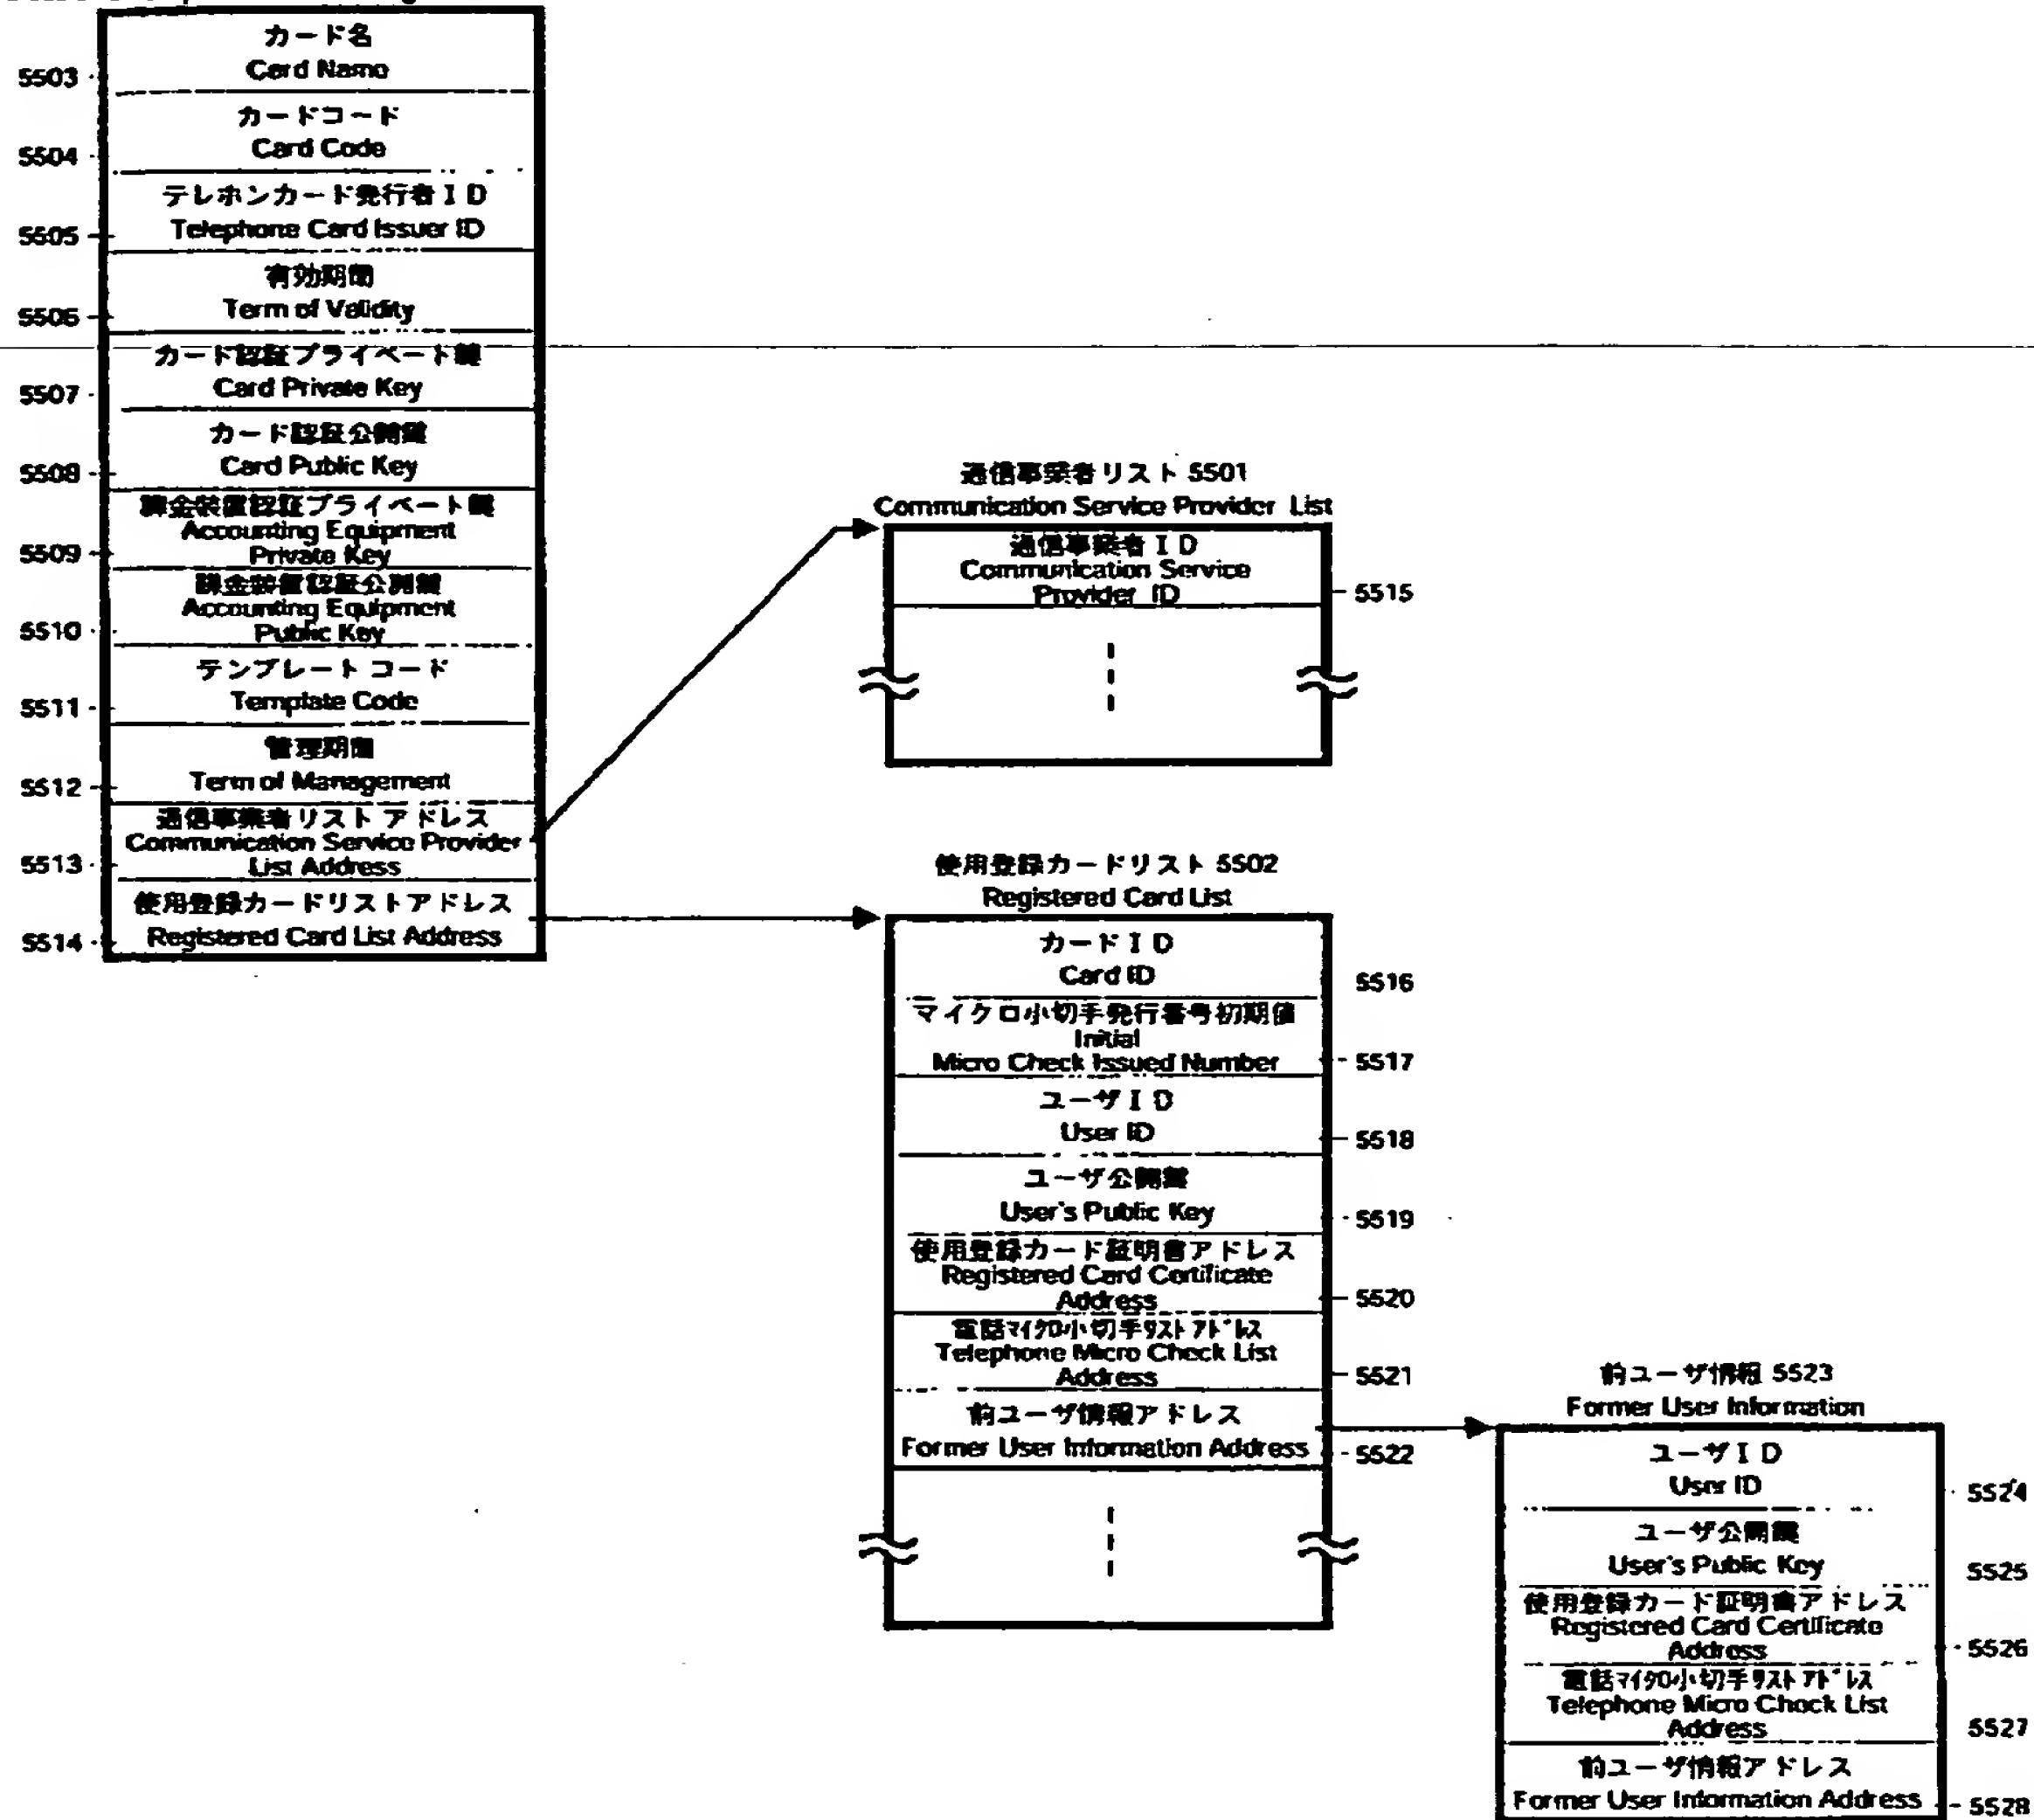 カード名
Card Name
5503
カードコード
Card Code
5504
テレホンカード発行者ID
Telephone Card Issuer ID
5505
有効期間
Term of Validity
5506
カード認証プライベート鍵
Card Private Key
5507
カード認証公開鍵
Card Public Key
5508
課金装置認証プライベート鍵
Accounting Equipment
Private Key
5509
課金装置認証公開鍵
Accounting Equipment
Public Key
5510
テンプレートコード
Template Code
5511
管理期間
Term of Management
5512
通信事業者リストアドレス
Communication Service Provider
List Address
5513
使用登録カードリストアドレス
Registered Card List Address
5514
通信事業者リスト 5501
Communication Service Provider List
通信事業者ID
Communication Service
Provider ID
5515
使用登録カードリスト 5502
Registered Card List
カードID
Card ID
5516
マイクロ小切手発行番号初期値
Initial
Micro Check Issued Number
5517
ユーザID
User ID
5518
ユーザ公開鍵
User's Public Key
5519
使用登録カード証明書アドレス
Registered Card Certificate
Address
5520
電話マイクロ小切手リストアドレス
Telephone Micro Check List
Address
5521
前ユーザ情報アドレス
Former User Information Address
5522
前ユーザ情報 5523
Former User Information
ユーザID
User ID
5524
ユーザ公開鍵
User's Public Key
5525
使用登録カード証明書アドレス
Registered Card Certificate
Address
5526
電話マイクロ小切手リストアドレス
Telephone Micro Check List
Address
5527
前ユーザ情報アドレス
Former User Information Address
5528